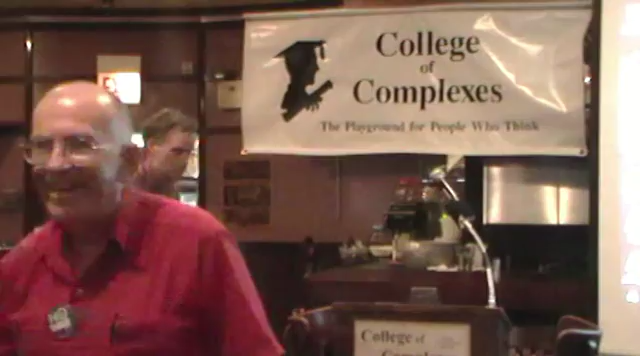 College
of
Complexes
The Playground for People Who Think
College of